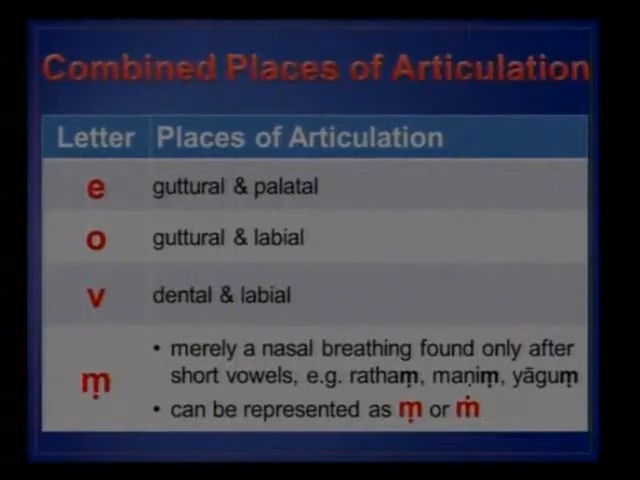 Combined Places of Articulation
Letter Places of Articulation
e guttural & palatal
o guttural & labial
v dental & labial
ṃ
• merely a nasal breathing found only after
short vowels, e.g. rathaṃ, maṇiṃ, yāguṃ
• can be represented as ṃ or ṁ